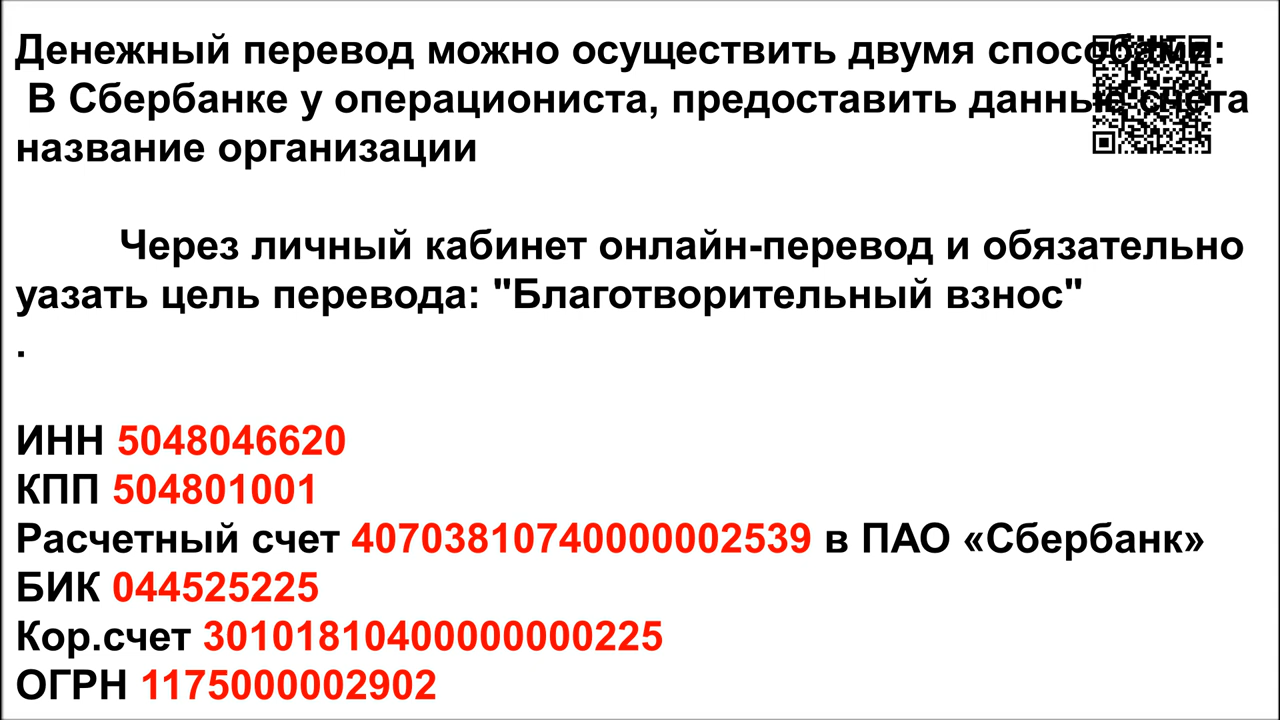 Денежный перевод можно осуществить двумя способами:
В Сбербанке у операциониста, предоставить данные счета
название организации
Через личный кабинет онлайн-перевод и обязательно
уазать цель перевода: "Благотворительный взнос"
.
ИНН 5048046620
КПП 504801001
Расчетный счет 40703810740000002539 в ПАО «Сбербанк»
БИК 044525225
Кор.счет 30101810400000000225
ОГРН 1175000002902